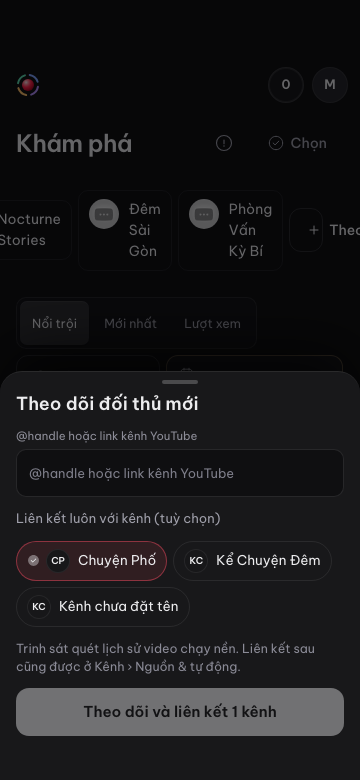 0
M
Khám phá
Chọn
Nocturne
Stories
Đêm
Sài
Gòn
Phòng
Vấn
Kỳ Bí
+ Theo
Nổi trội
Mới nhất
Lượt xem
Theo dõi đối thủ mới
@handle hoặc link kênh YouTube
@handle hoặc link kênh YouTube
Liên kết luôn với kênh (tuỳ chọn)
CP Chuyện Phố
KC Kể Chuyện Đêm
KC Kênh chưa đặt tên
Trinh sát quét lịch sử video chạy nền. Liên kết sau
cũng được ở Kênh › Nguồn & tự động.
Theo dõi và liên kết 1 kênh